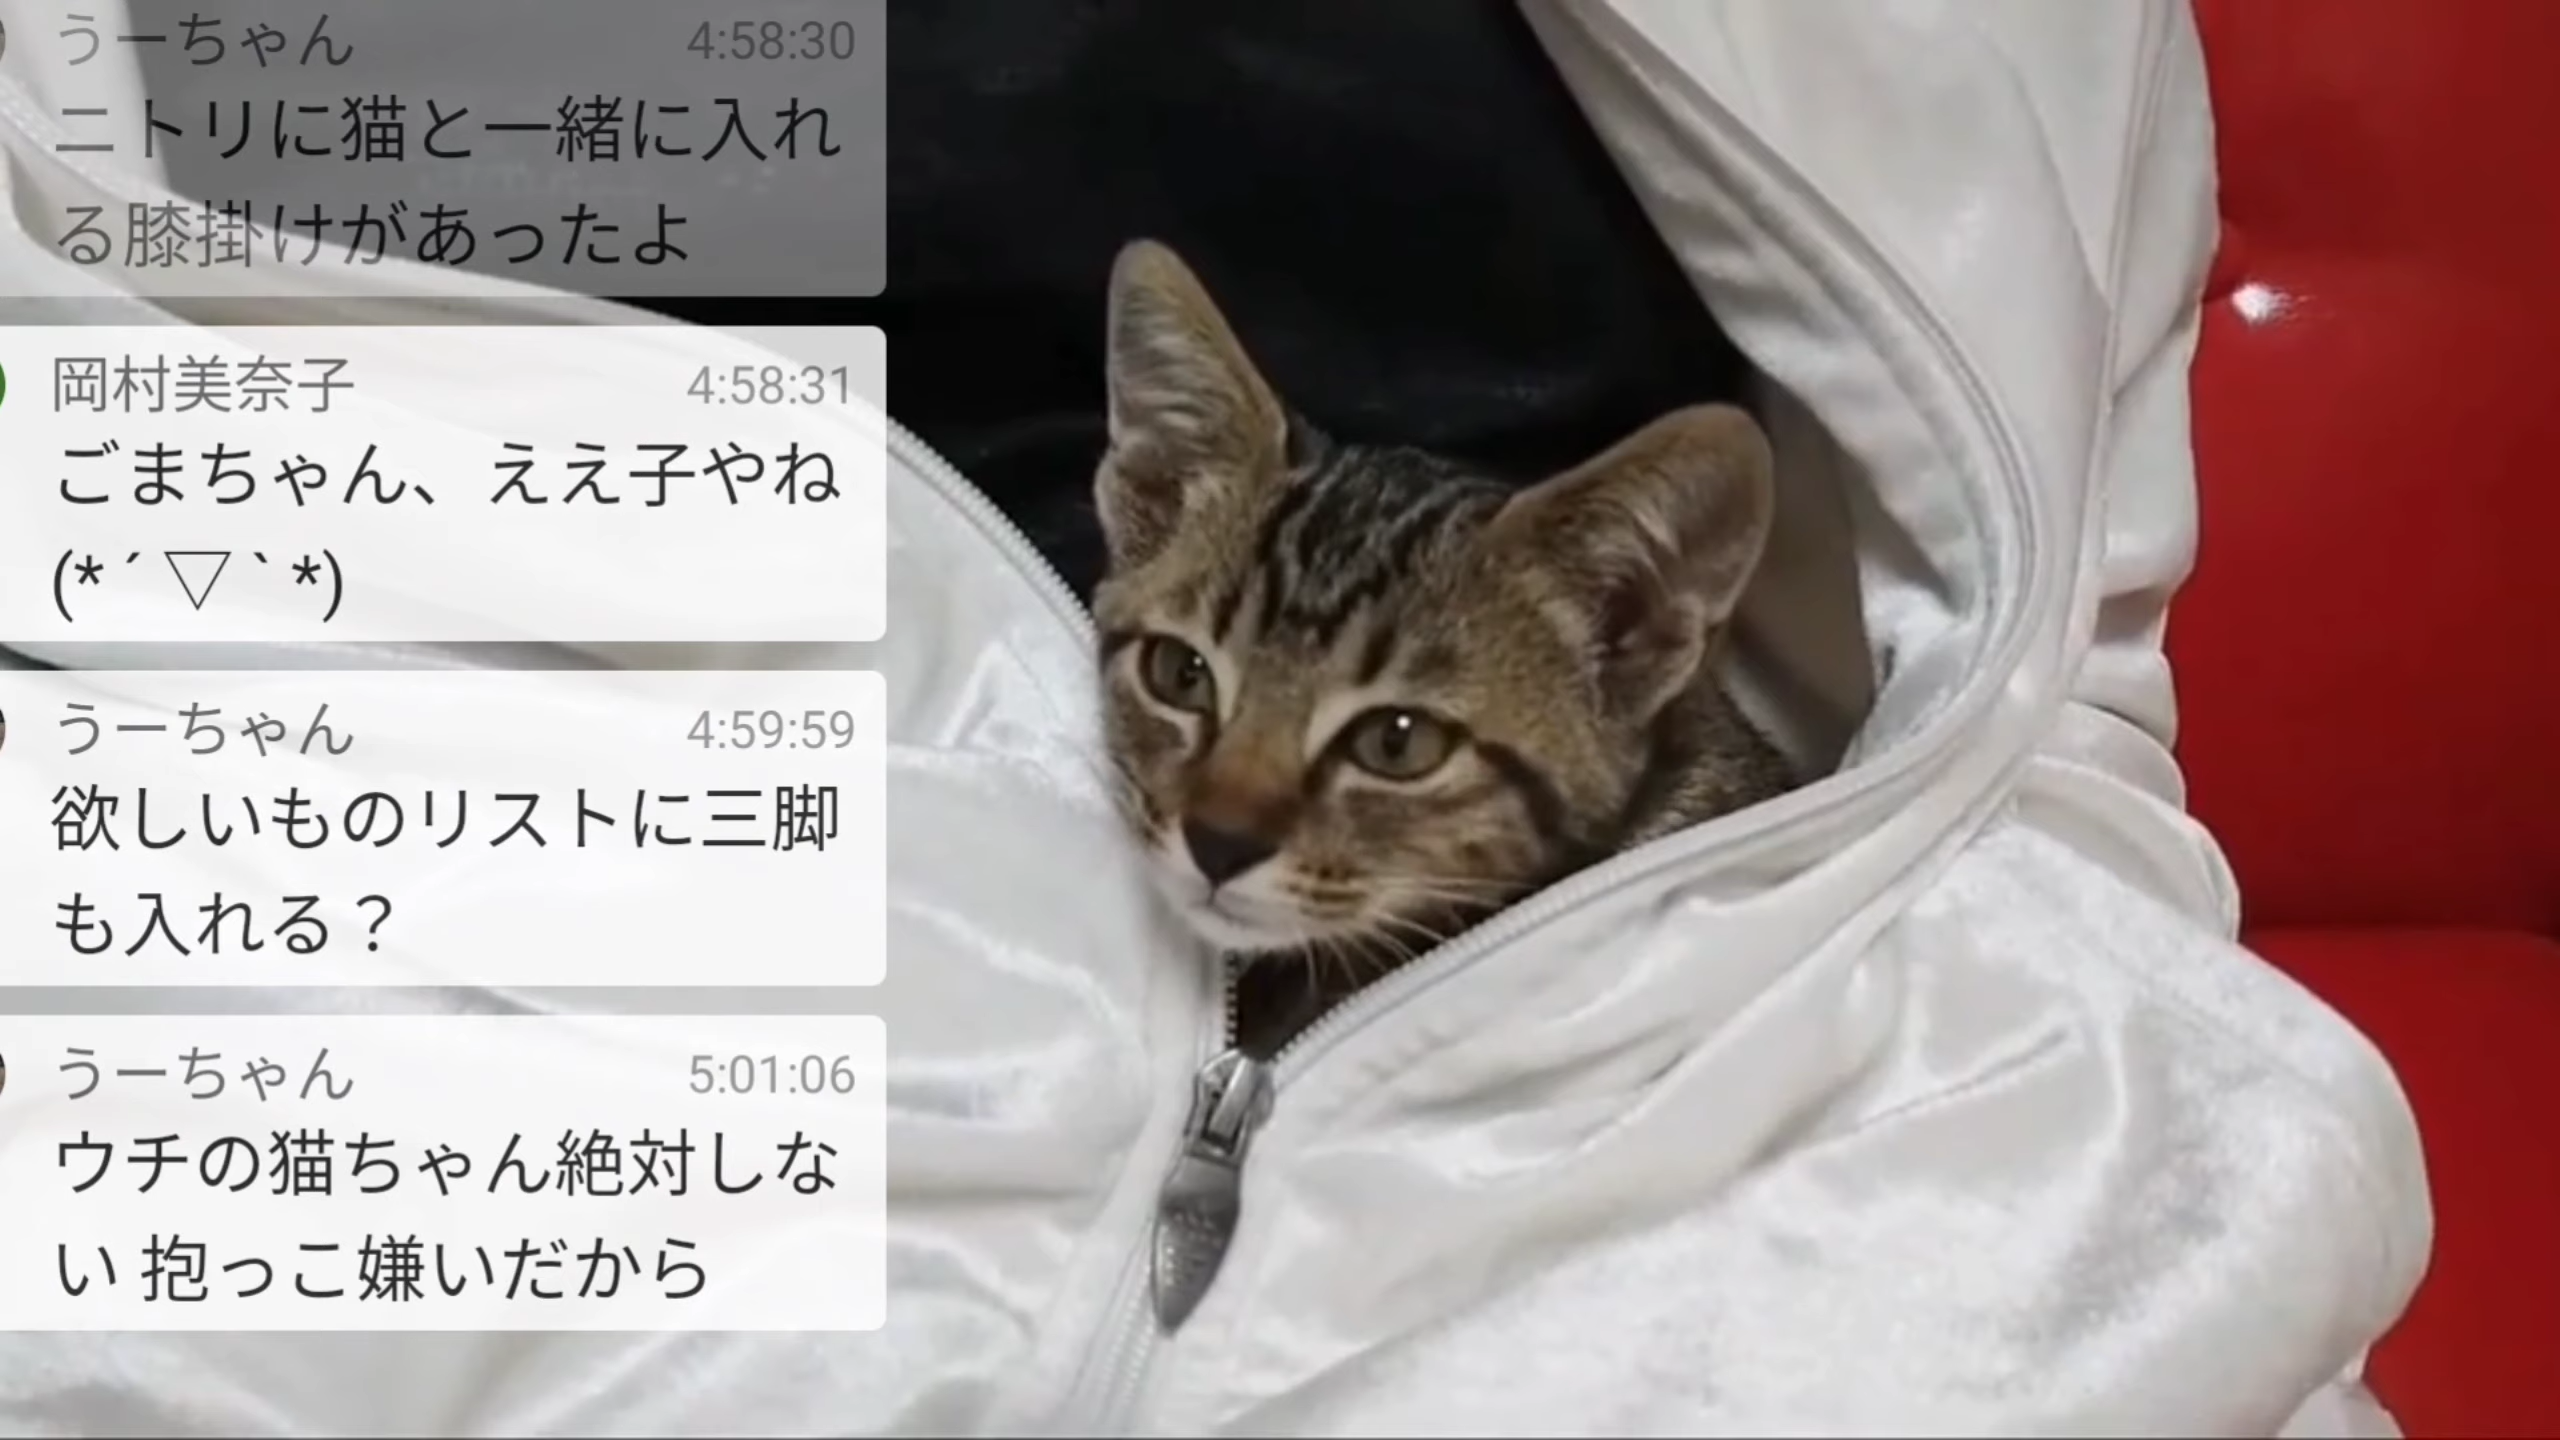 うーちゃん 4:58:30
ニトリに猫と一緒に入れ
る膝掛けがあったよ
岡村美奈子 4:58:31
ごまちゃん、ええ子やね
(*´▽`*)
うーちゃん 4:59:59
欲しいものリストに三脚
も入れる？
うーちゃん 5:01:06
ウチの猫ちゃん絶対しな
い 抱っこ嫌いだから